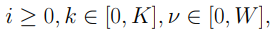 i ≥ 0, k ∈ [0, K], ν ∈ [0, W],